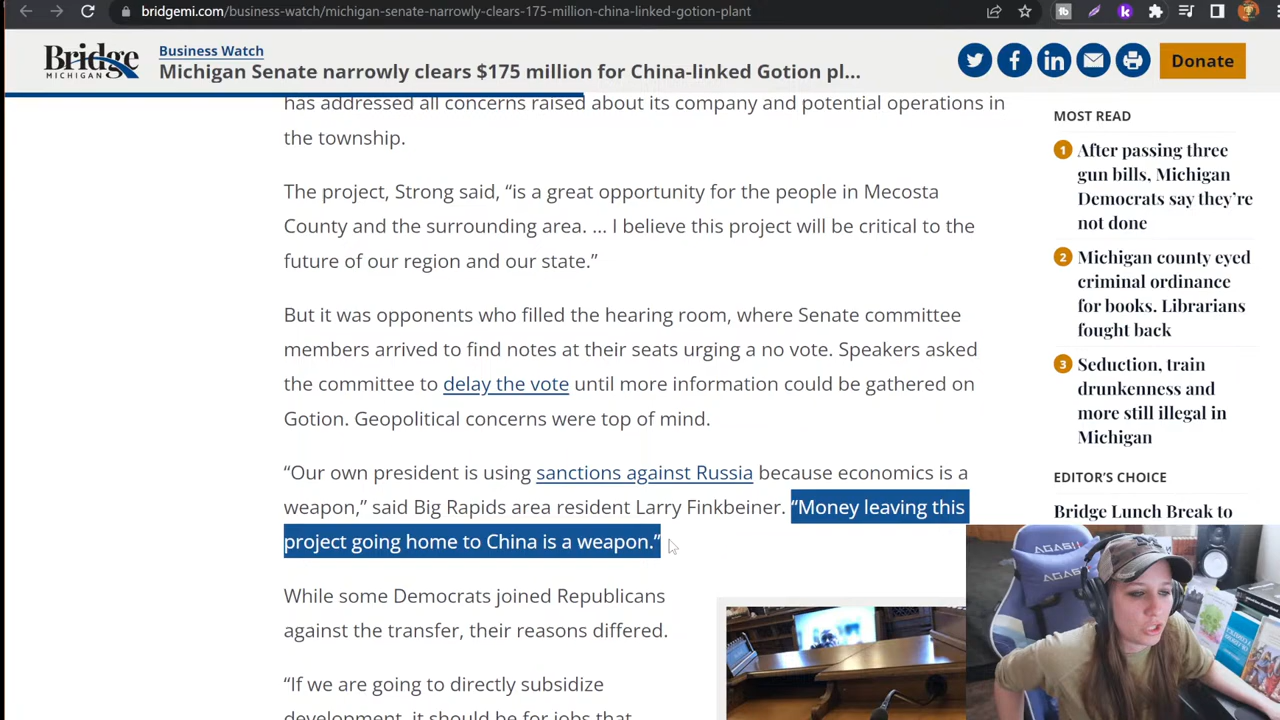 bridgemi.com/business-watch/michigan-senate-narrowly-clears-175-million-china-linked-gotion-plant
Bridge
MICHIGAN
Business Watch
Michigan Senate narrowly clears $175 million for China-linked Gotion pl...
Donate
has addressed all concerns raised about its company and potential operations in
the township.
The project, Strong said, “is a great opportunity for the people in Mecosta
County and the surrounding area. ... I believe this project will be critical to the
future of our region and our state.”
But it was opponents who filled the hearing room, where Senate committee
members arrived to find notes at their seats urging a no vote. Speakers asked
the committee to delay the vote until more information could be gathered on
Gotion. Geopolitical concerns were top of mind.
“Our own president is using sanctions against Russia because economics is a
weapon,” said Big Rapids area resident Larry Finkbeiner. “Money leaving this
project going home to China is a weapon.”
While some Democrats joined Republicans
against the transfer, their reasons differed.
“If we are going to directly subsidize
development, it should be for jobs that
MOST READ
1 After passing three
gun bills, Michigan
Democrats say they’re
not done
2 Michigan county eyed
criminal ordinance
for books. Librarians
fought back
3 Seduction, train
drunkenness and
more still illegal in
Michigan
EDITOR’S CHOICE
Bridge Lunch Break to
AGASI
AGASI